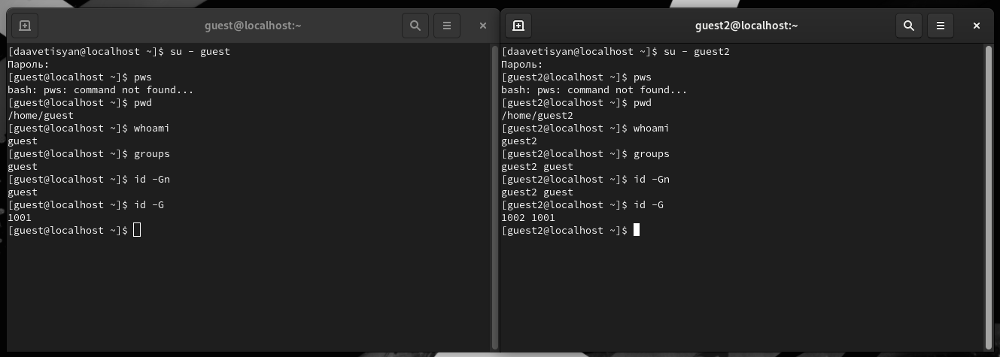 guest@localhost:~
[daavetisyan@localhost ~]$ su - guest
Пароль:
[guest@localhost ~]$ pws
bash: pws: command not found...
[guest@localhost ~]$ pwd
/home/guest
[guest@localhost ~]$ whoami
guest
[guest@localhost ~]$ groups
guest
[guest@localhost ~]$ id -Gn
guest
[guest@localhost ~]$ id -G
1001
[guest@localhost ~]$
guest2@localhost:~
[daavetisyan@localhost ~]$ su - guest2
Пароль:
[guest2@localhost ~]$ pws
bash: pws: command not found...
[guest2@localhost ~]$ pwd
/home/guest2
[guest2@localhost ~]$ whoami
guest2
[guest2@localhost ~]$ groups
guest2 guest
[guest2@localhost ~]$ id -Gn
guest2 guest
[guest2@localhost ~]$ id -G
1002 1001
[guest2@localhost ~]$